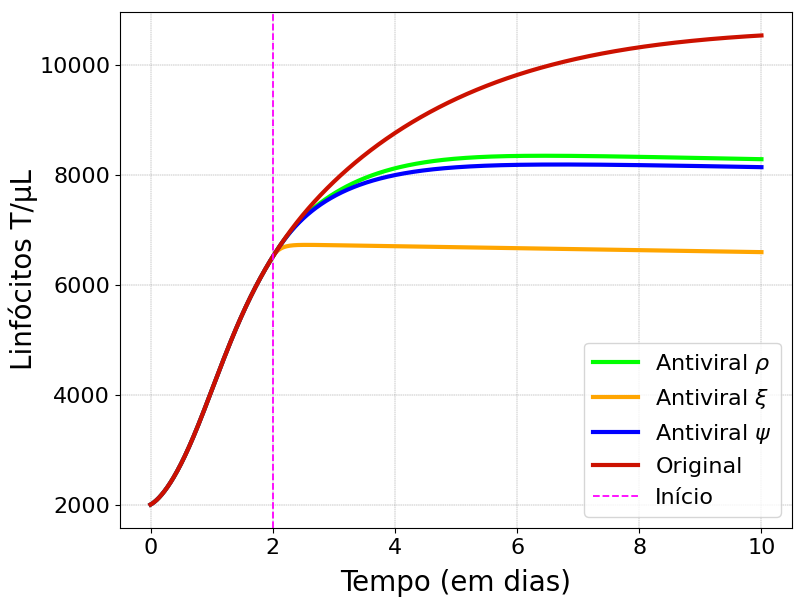 10000
8000
6000
4000
2000
Linfócitos T/µL
Antiviral ρ
Antiviral ξ
Antiviral ψ
Original
Início
0 2 4 6 8 10
Tempo (em dias)